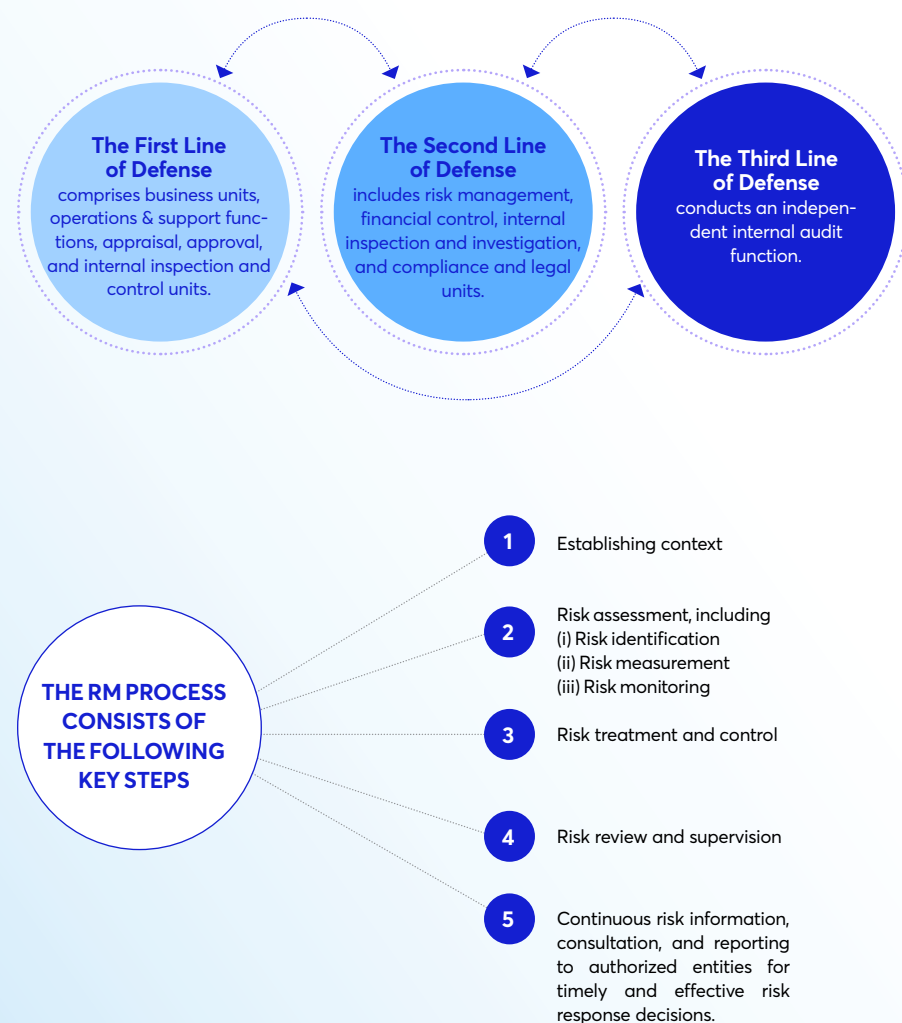 The First Line
of Defense
comprises business units,
operations & support func-
tions, appraisal, approval,
and internal inspection and
control units.
The Second Line
of Defense
includes risk management,
financial control, internal
inspection and investigation,
and compliance and legal
units.
The Third Line
of Defense
conducts an indepen-
dent internal audit
function.
THE RM PROCESS
CONSISTS OF
THE FOLLOWING
KEY STEPS
1
Establishing context
2
Risk assessment, including
(i) Risk identification
(ii) Risk measurement
(iii) Risk monitoring
3
Risk treatment and control
4
Risk review and supervision
5
Continuous risk information,
consultation, and reporting
to authorized entities for
timely and effective risk
response decisions.